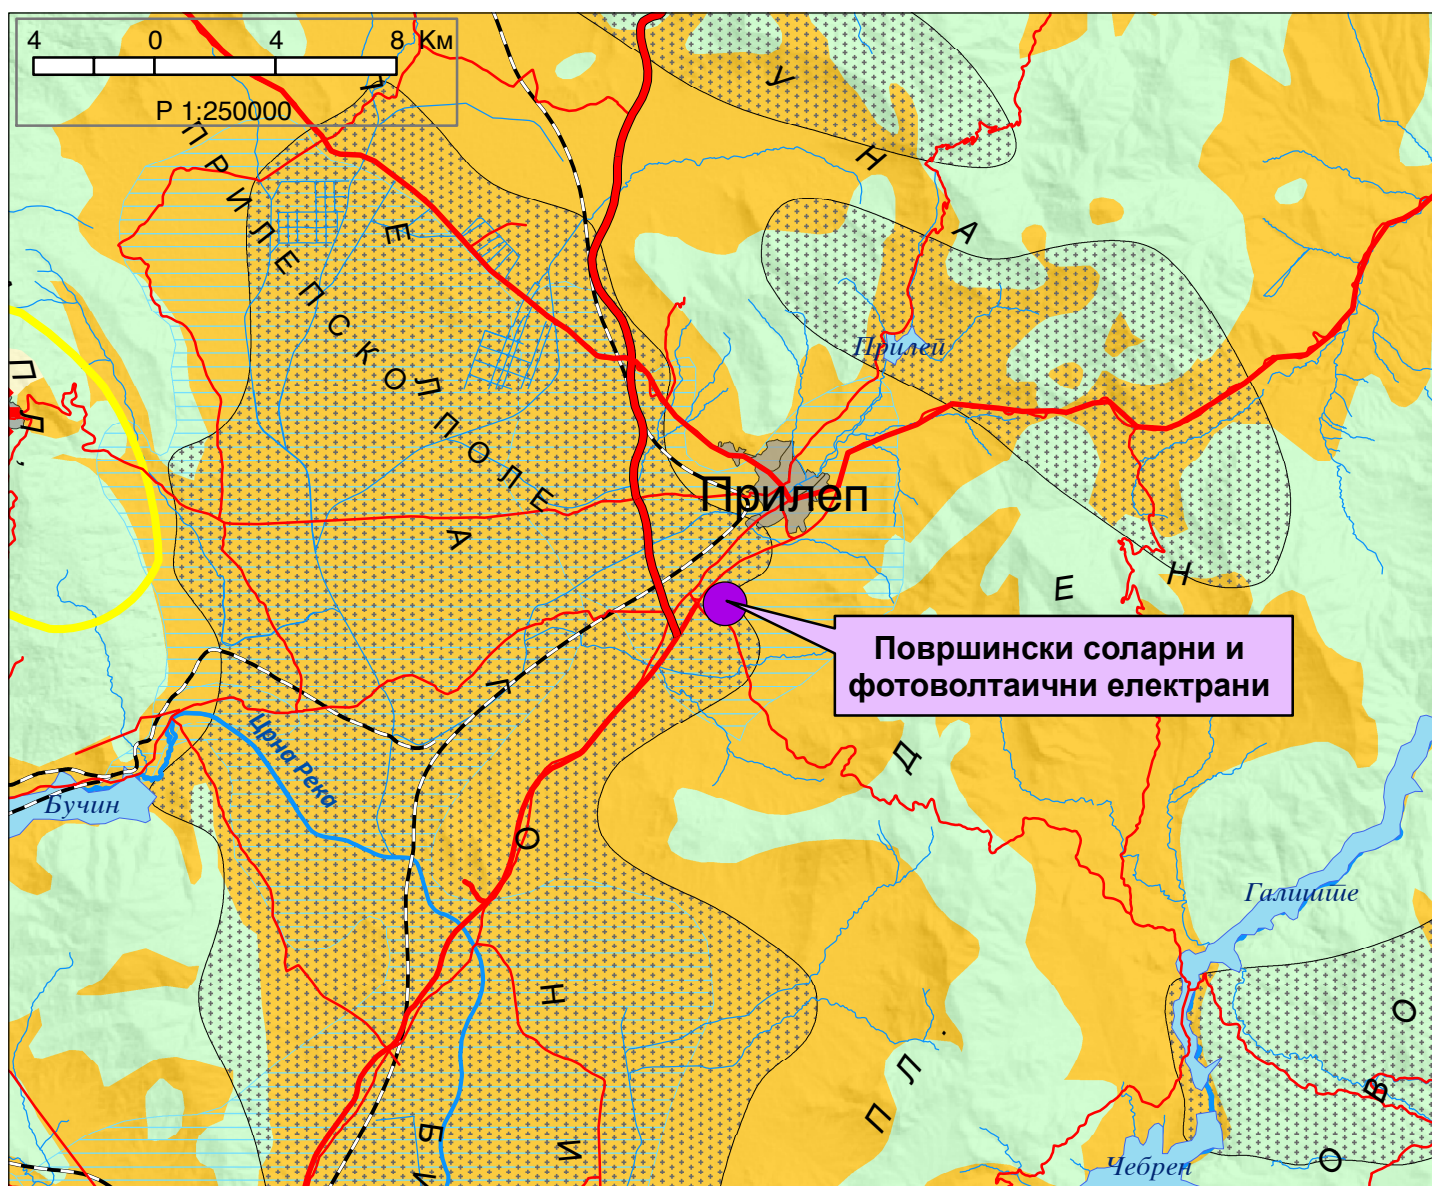 4 0 4 8 Км
Р 1:250000
ПРИЛЕПСКО ПОЛЕ
Прилеп
Прилеп
Површински соларни и
фотоволтаични електрани
Црна Река
Бучин
Галиште
Чебрен